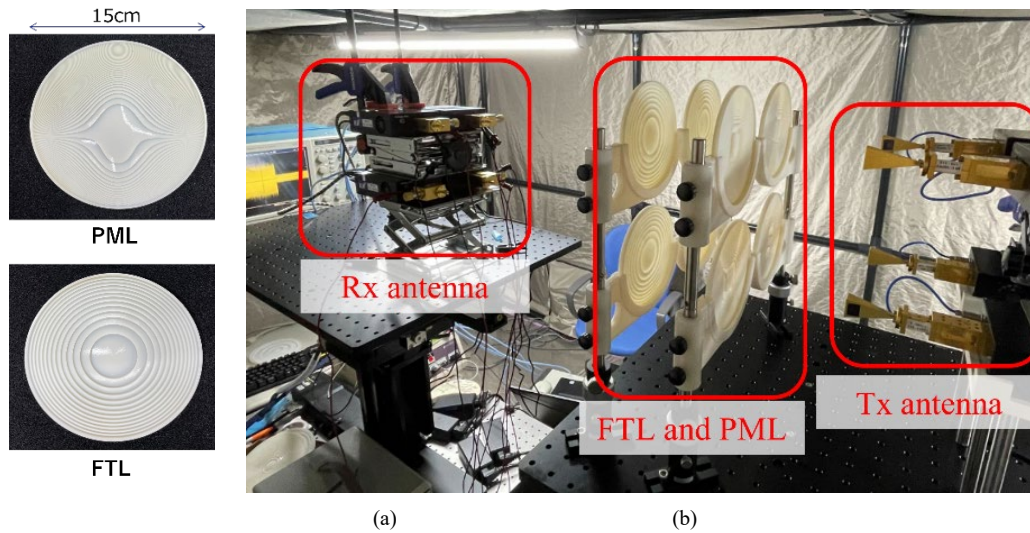 15cm
PML
FTL
Rx antenna
FTL and PML
Tx antenna
(a)
(b)